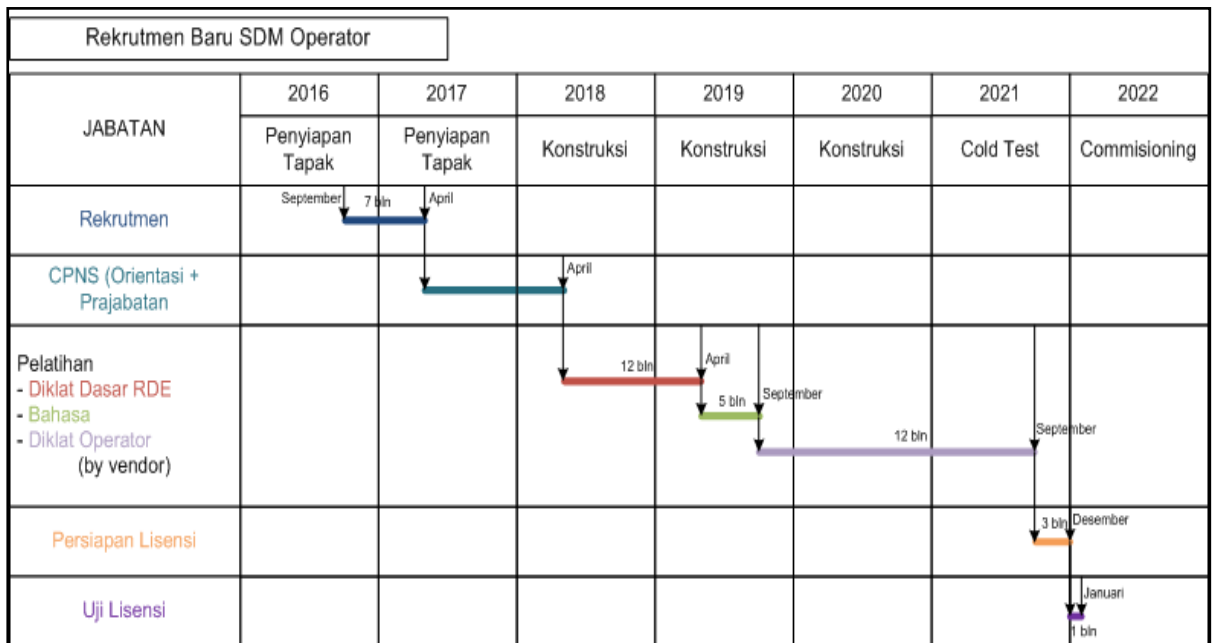 Rekrutmen Baru SDM Operator
JABATAN
2016
2017
2018
2019
2020
2021
2022
Penyiapan
Tapak
Penyiapan
Tapak
Konstruksi
Konstruksi
Konstruksi
Cold Test
Commisioning
Rekrutmen
September
7 bln
April
CPNS (Orientasi +
Prajabatan
April
Pelatihan
- Diklat Dasar RDE
- Bahasa
- Diklat Operator
(by vendor)
12 bln
April
5 bln
September
12 bln
September
Persiapan Lisensi
3 bln
Desember
Uji Lisensi
Januari
1 bln